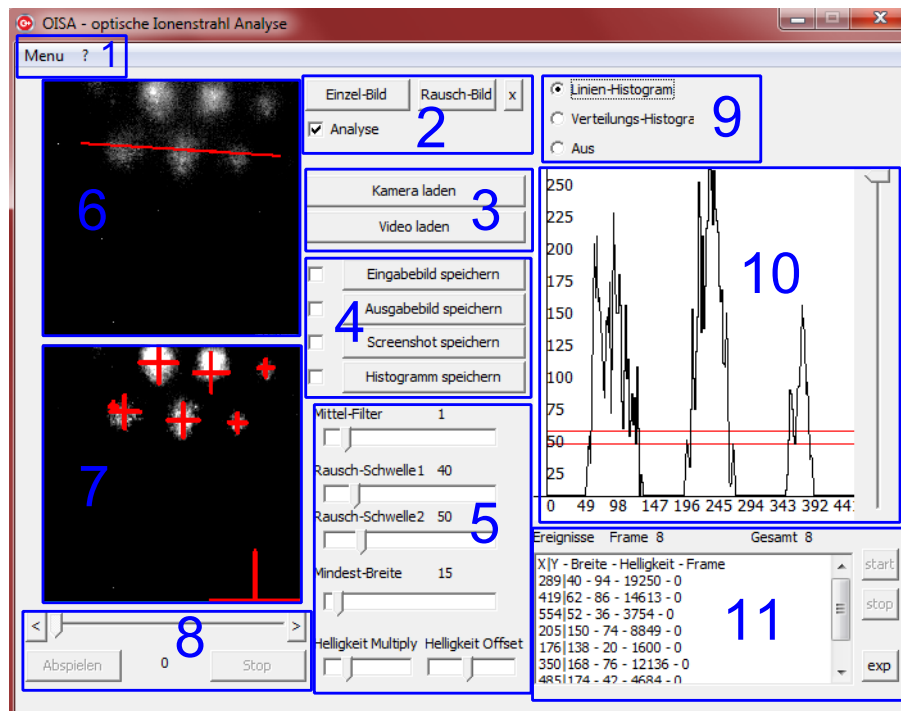 OISA - optische Ionenstrahl Analyse
Menu ? 1
6
7
8
< >
Abspielen 0 Stop
Einzel-Bild Rausch-Bild x
Analyse
2
Kamera laden
3
Video laden
Eingabebild speichern
Ausgabebild speichern
4
Screenshot speichern
Histogramm speichern
Mittel-Filter 1
Rausch-Schwelle1 40
Rausch-Schwelle2 50
5
Mindest-Breite 15
Helligkeit Multiply Helligkeit Offset
Linien-Histogram
Verteilungs-Histogra
9
Aus
250
225
200
10
175
150
125
100
75
50
25
0 49 98 147 196 245 294 343 392 441
Ereignisse Frame 8 Gesamt 8
X|Y - Breite - Helligkeit - Frame
289|40 - 94 - 19250 - 0
419|62 - 86 - 14613 - 0
554|52 - 36 - 3754 - 0
205|150 - 74 - 8849 - 0
176|138 - 20 - 1600 - 0
350|168 - 76 - 12136 - 0
485|174 - 42 - 4684 - 0
11
start
stop
exp